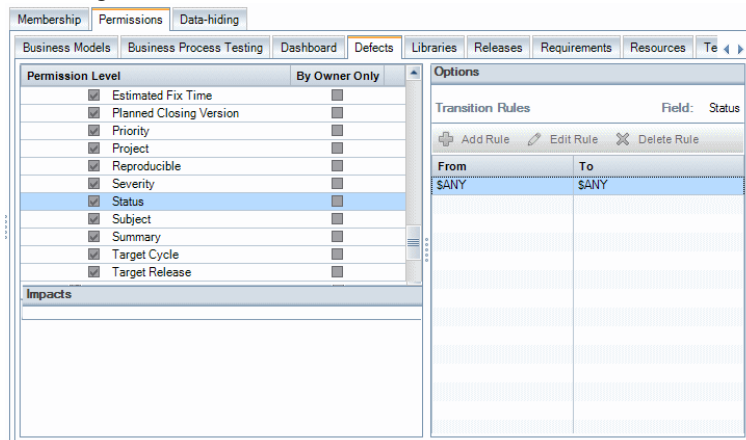 Membership Permissions Data-hiding
Business Models Business Process Testing Dashboard Defects Libraries Releases Requirements Resources Te
Permission Level By Owner Only
Estimated Fix Time
Planned Closing Version
Priority
Project
Reproducible
Severity
Status
Subject
Summary
Target Cycle
Target Release
Impacts
Options
Transition Rules Field: Status
Add Rule Edit Rule Delete Rule
From To
$ANY $ANY